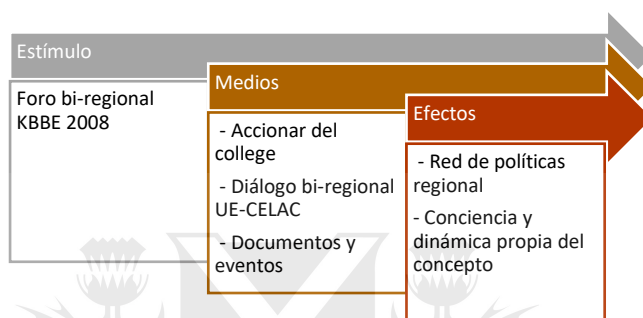 Estímulo
Foro bi-regional
KBBE 2008
Medios
- Accionar del
college
- Diálogo bi-regional
UE-CELAC
- Documentos y
eventos
Efectos
- Red de políticas
regional
- Conciencia y
dinámica propia del
concepto